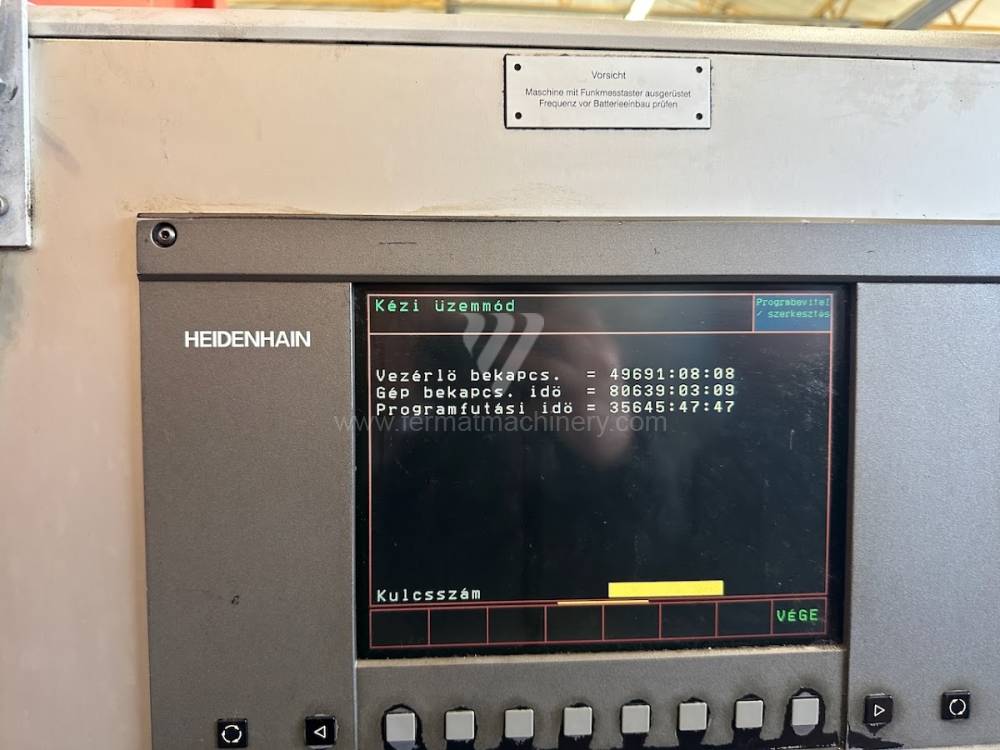 Vorsicht
Maschine mit Funkmesstaster ausgerüstet
Frequenz vor Batterieeinbau prüfen
HEIDENHAIN
Kézi üzemmód
Programbevitel
szerkesztés
Vezérlö bekapcs. = 49691:08:08
Gép bekapcs. idö = 80639:03:09
Programfutási idö = 35645:47:47
www.fermatmachinery.com
Kulcsszám
VéGE